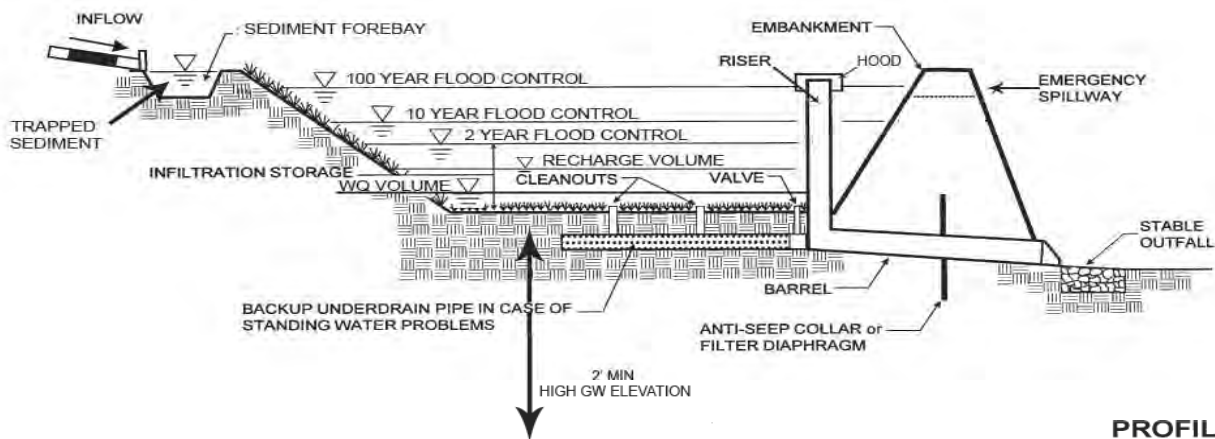 INFLOW
: SEDIMENT FOREBAY
EMBANKMENT
RISER
HOOD
100 YEAR FLOOD CONTROL
EMERGENCY
SPILLWAY
10 YEAR FLOOD CONTROL
TRAPPED
SEDIMENT
2 YEAR FLOOD CONTROL
RECHARGE VOLUME
INFILTRATION STORAGE
CLEANOUTS
VALVE
WQ VOLUME
STABLE
OUTFALL
BARREL
BACKUP UNDERDRAIN PIPE IN CASE OF
STANDING WATER PROBLEMS
ANTI-SEEP COLLAR or
FILTER DIAPHRAGM
2' MIN
HIGH GW ELEVATION
PROFIL